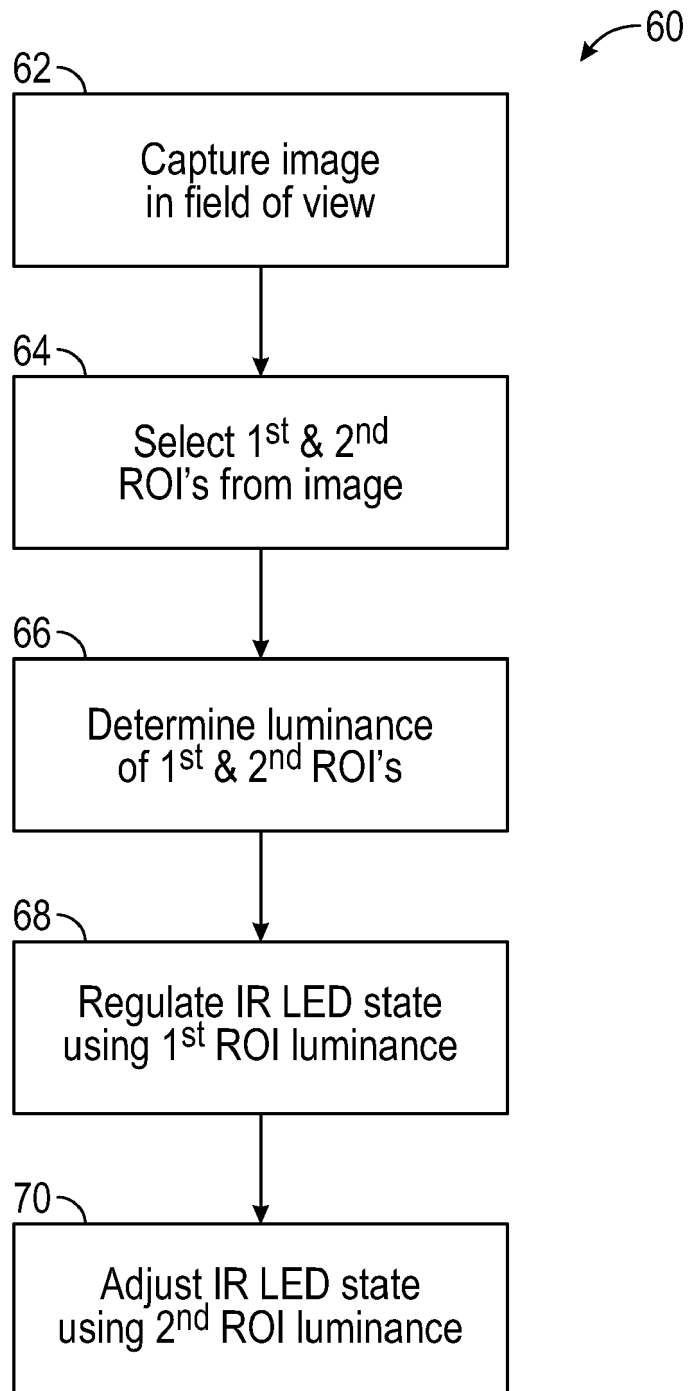 60
62
Capture image
in field of view
64
Select 1st & 2nd
ROI's from image
66
Determine luminance
of 1st & 2nd ROI's
68
Regulate IR LED state
using 1st ROI luminance
70
Adjust IR LED state
using 2nd ROI luminance